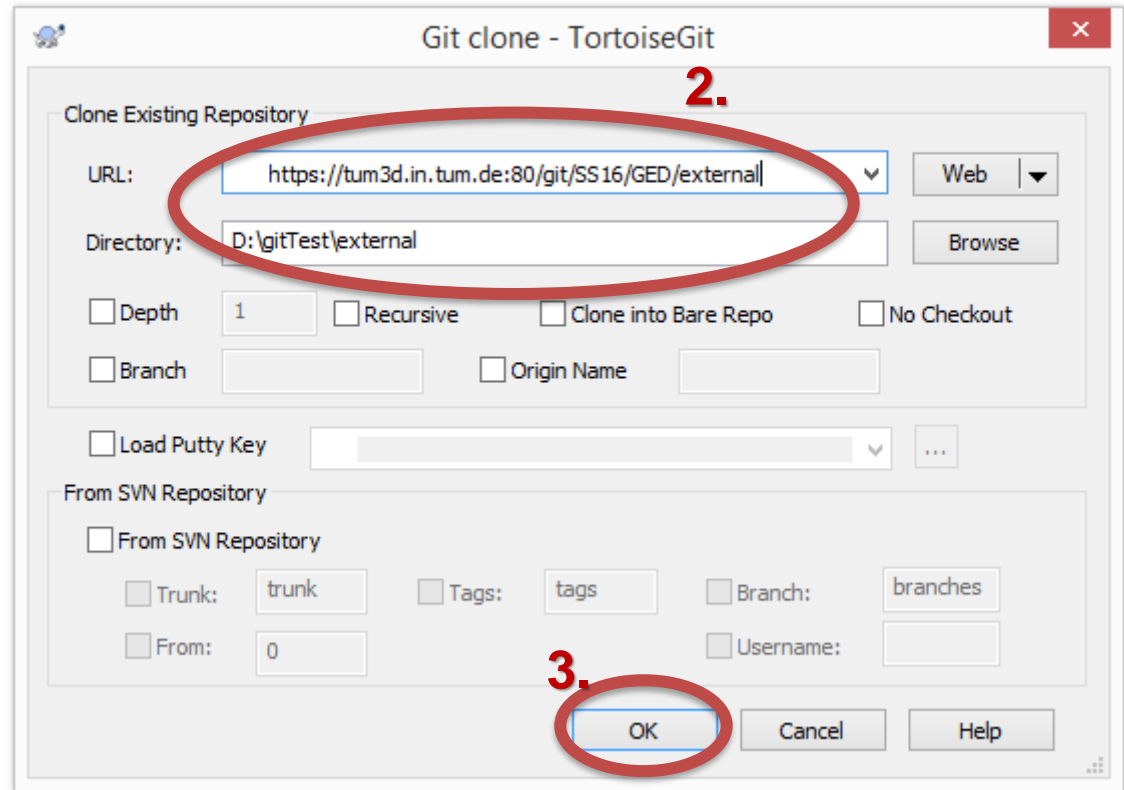 Git clone - TortoiseGit
2.
Clone Existing Repository
URL: https://tum3d.in.tum.de:80/git/SS16/GED/external Web
Directory: D:\gitTest\external Browse
Depth 1 Recursive Clone into Bare Repo No Checkout
Branch Origin Name
Load Putty Key ...
From SVN Repository
From SVN Repository
Trunk: trunk Tags: tags Branch: branches
From: 0 Username:
3.
OK Cancel Help